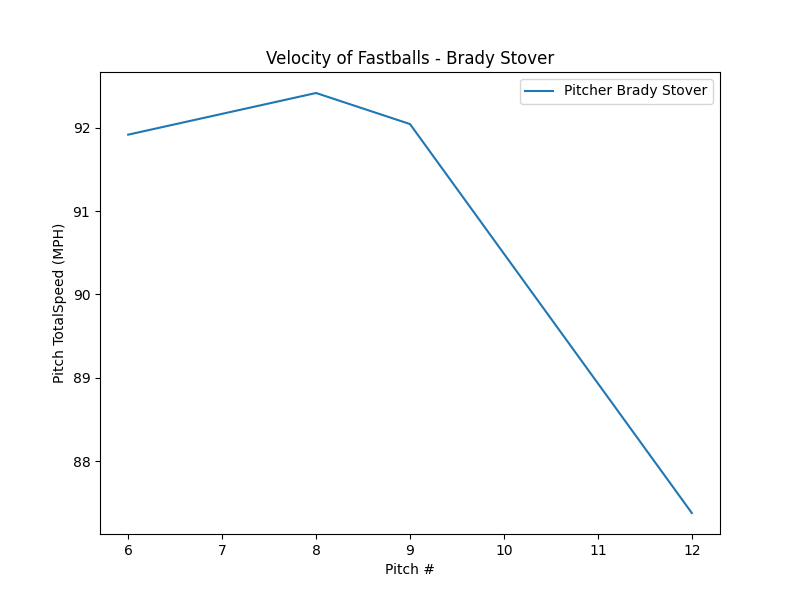 Velocity of Fastballs - Brady Stover
Pitcher Brady Stover
92
91
90
89
88
Pitch TotalSpeed (MPH)
6 7 8 9 10 11 12
Pitch #